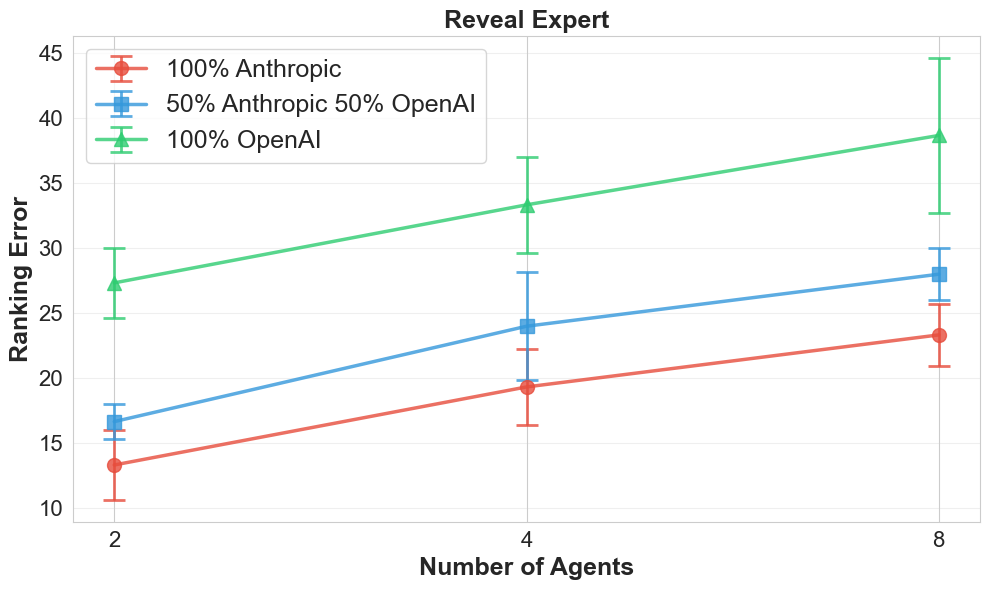 Reveal Expert
100% Anthropic
50% Anthropic 50% OpenAI
100% OpenAI
Ranking Error
45
40
35
30
25
20
15
10
2
4
8
Number of Agents